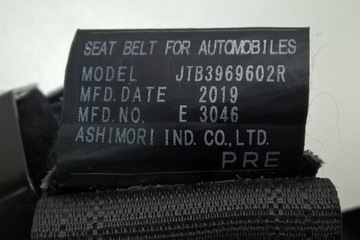 SEAT BELT FOR AUTOMOBILES
MODEL JTB3969602R
MFD.DATE 2019
MFD.NO. E 3046
ASHIMORI IND. CO.,LTD.
PRE